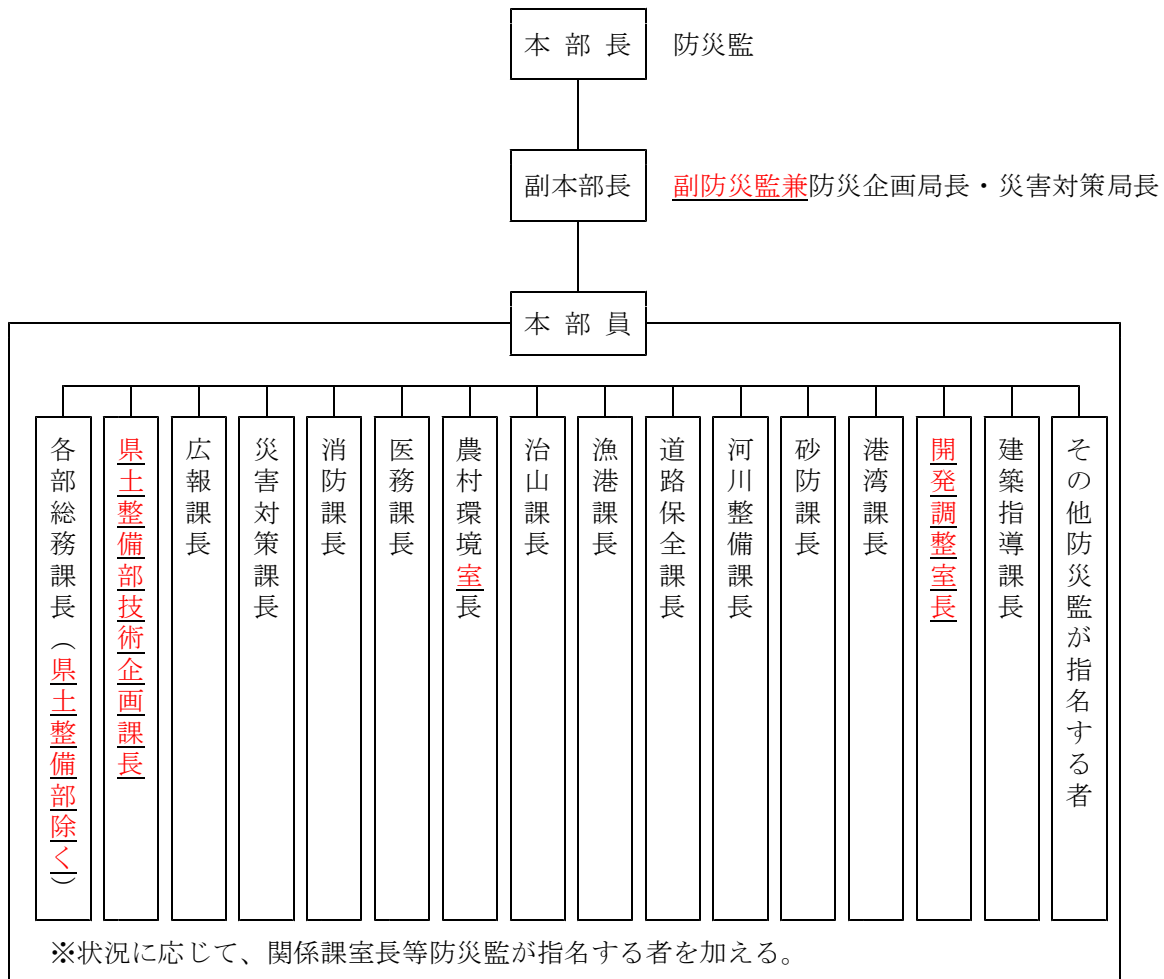 本部長 防災監
副本部長 副防災監兼防災企画局長・災害対策局長
本部員
各部総務課長(県土整備部除く)
県土整備部技術企画課長
広報課長
災害対策課長
消防課長
医務課長
農村環境室長
治山課長
漁港課長
道路保全課長
河川整備課長
砂防課長
港湾課長
開発調整室長
建築指導課長
その他防災監が指名する者
※状況に応じて、関係課室長等防災監が指名する者を加える。